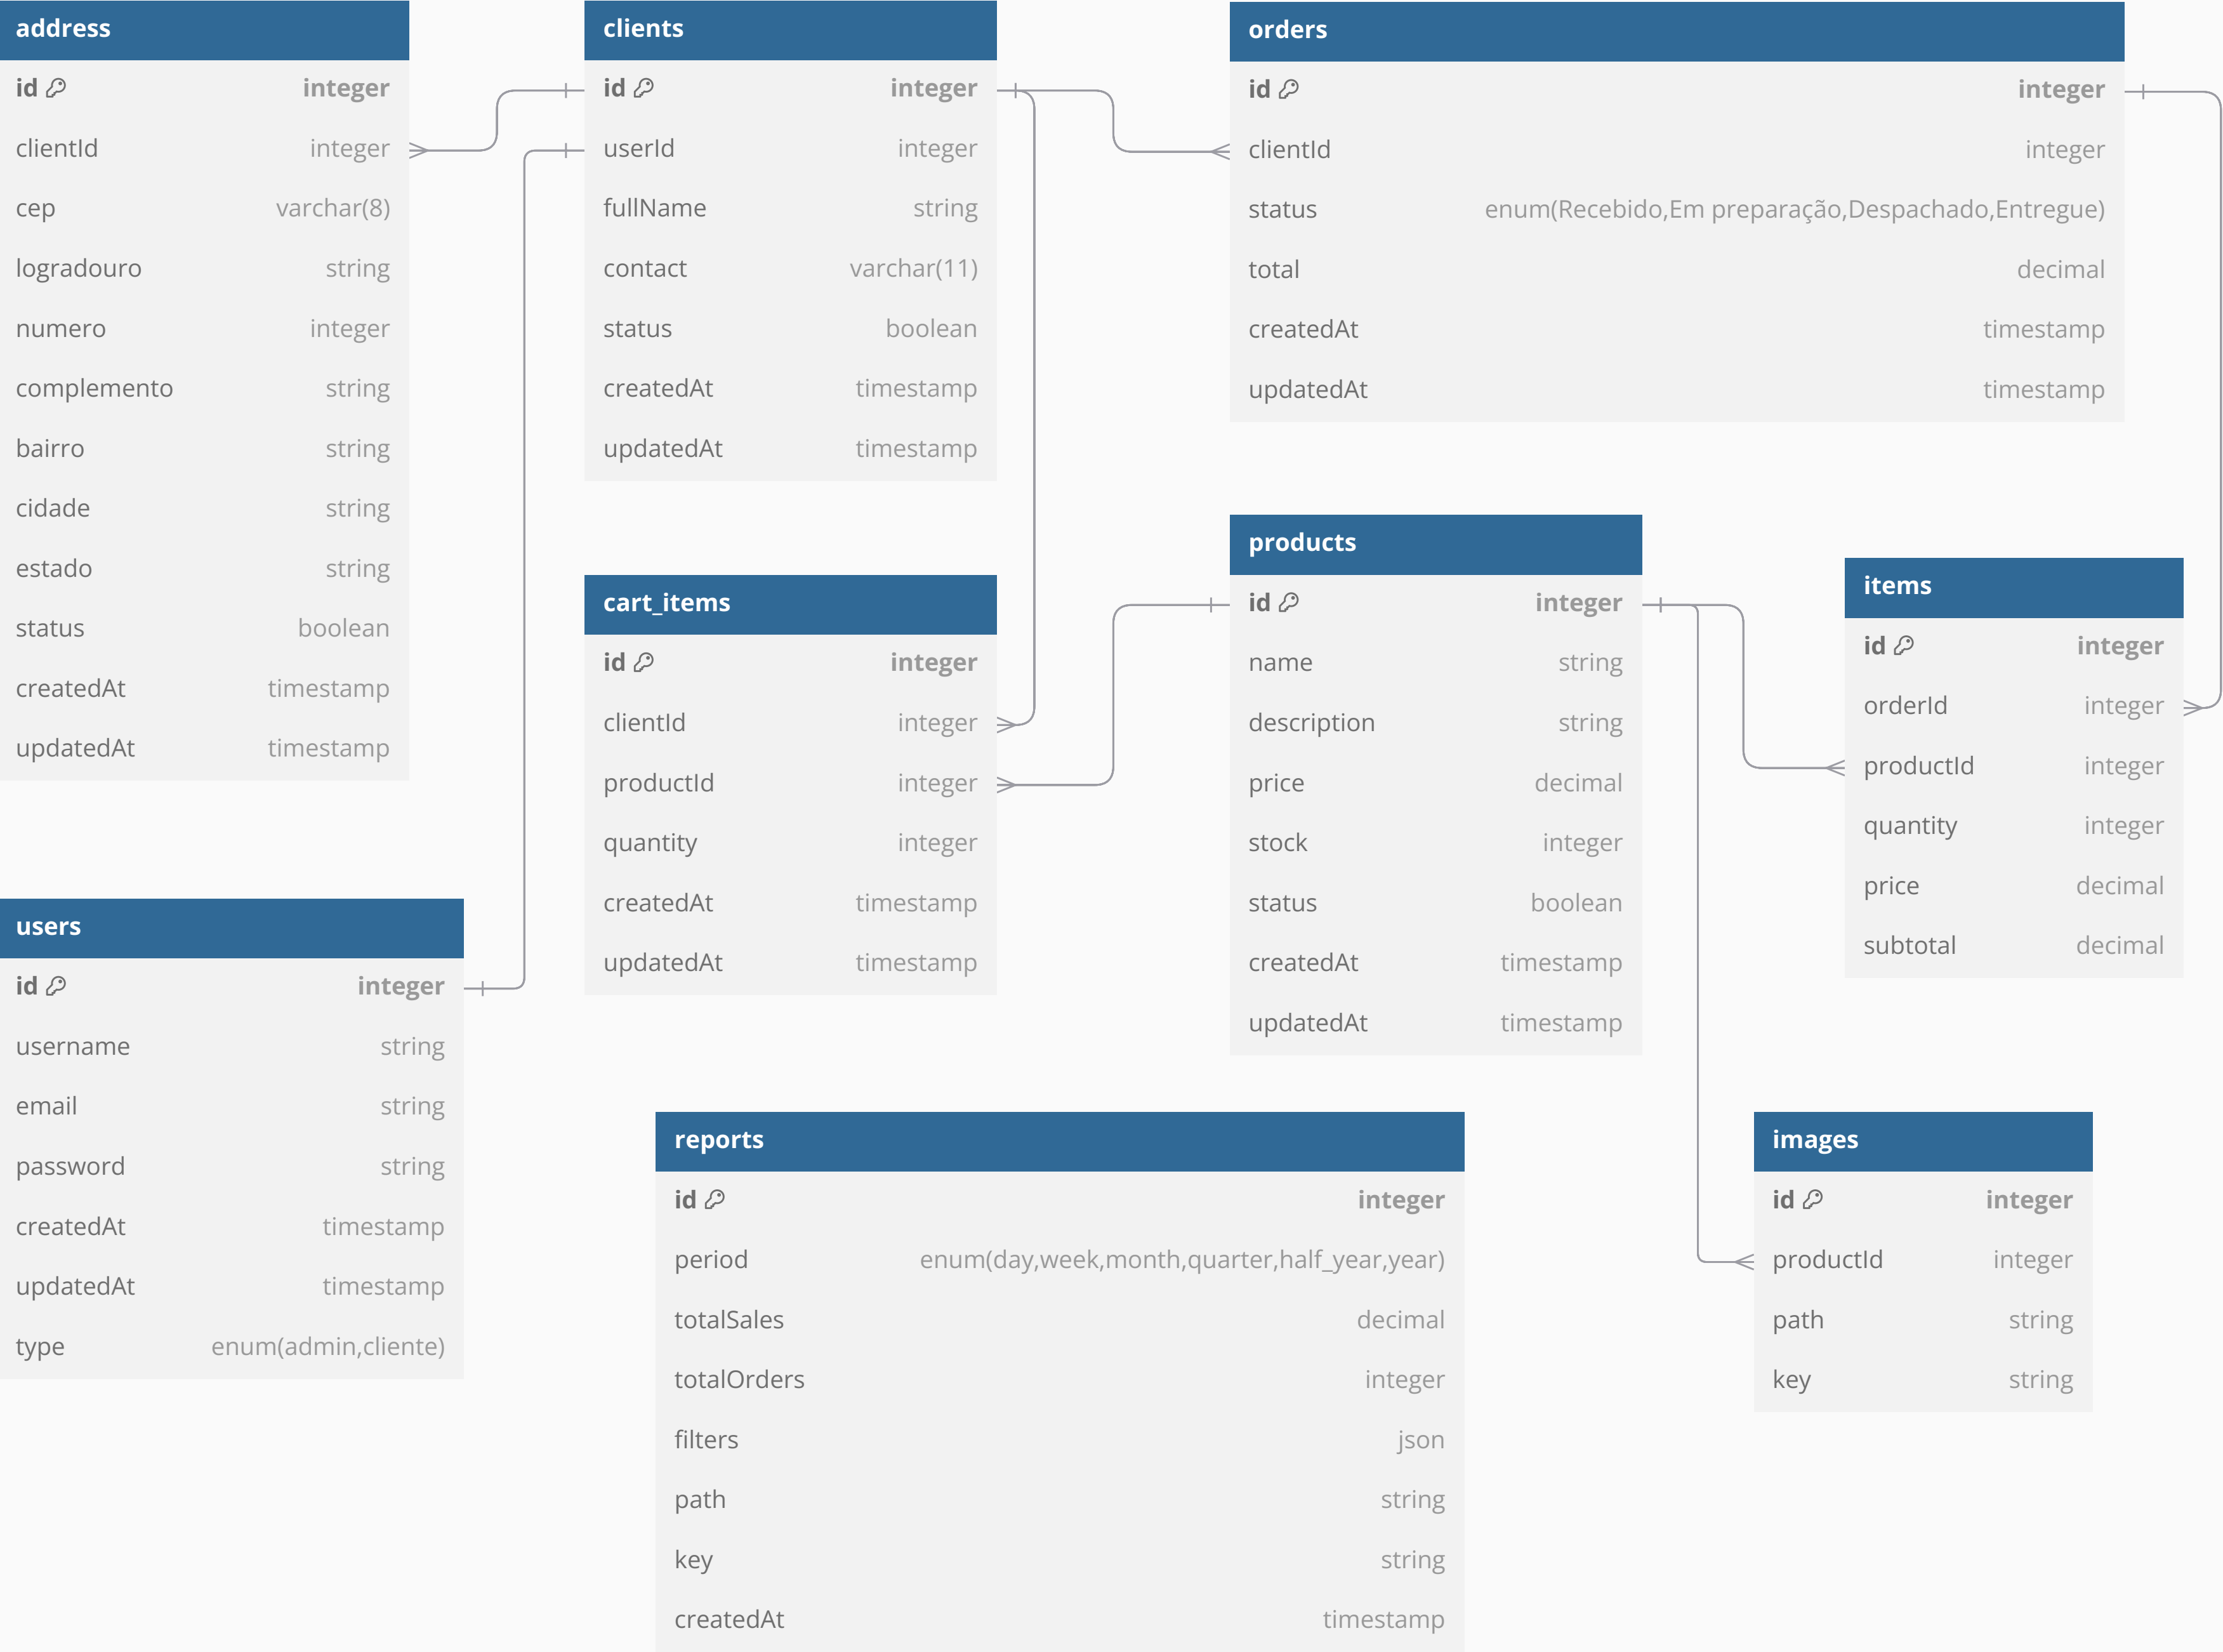 address
id integer
clientId integer
cep varchar(8)
logradouro string
numero integer
complemento string
bairro string
cidade string
estado string
status boolean
createdAt timestamp
updatedAt timestamp
clients
id integer
userId integer
fullName string
contact varchar(11)
status boolean
createdAt timestamp
updatedAt timestamp
orders
id integer
clientId integer
status enum(Recebido,Em preparação,Despachado,Entregue)
total decimal
createdAt timestamp
updatedAt timestamp
cart_items
id integer
clientId integer
productId integer
quantity integer
createdAt timestamp
updatedAt timestamp
products
id integer
name string
description string
price decimal
stock integer
status boolean
createdAt timestamp
updatedAt timestamp
items
id integer
orderId integer
productId integer
quantity integer
price decimal
subtotal decimal
users
id integer
username string
email string
password string
createdAt timestamp
updatedAt timestamp
type enum(admin,cliente)
reports
id integer
period enum(day,week,month,quarter,half_year,year)
totalSales decimal
totalOrders integer
filters json
path string
key string
createdAt timestamp
images
id integer
productId integer
path string
key string